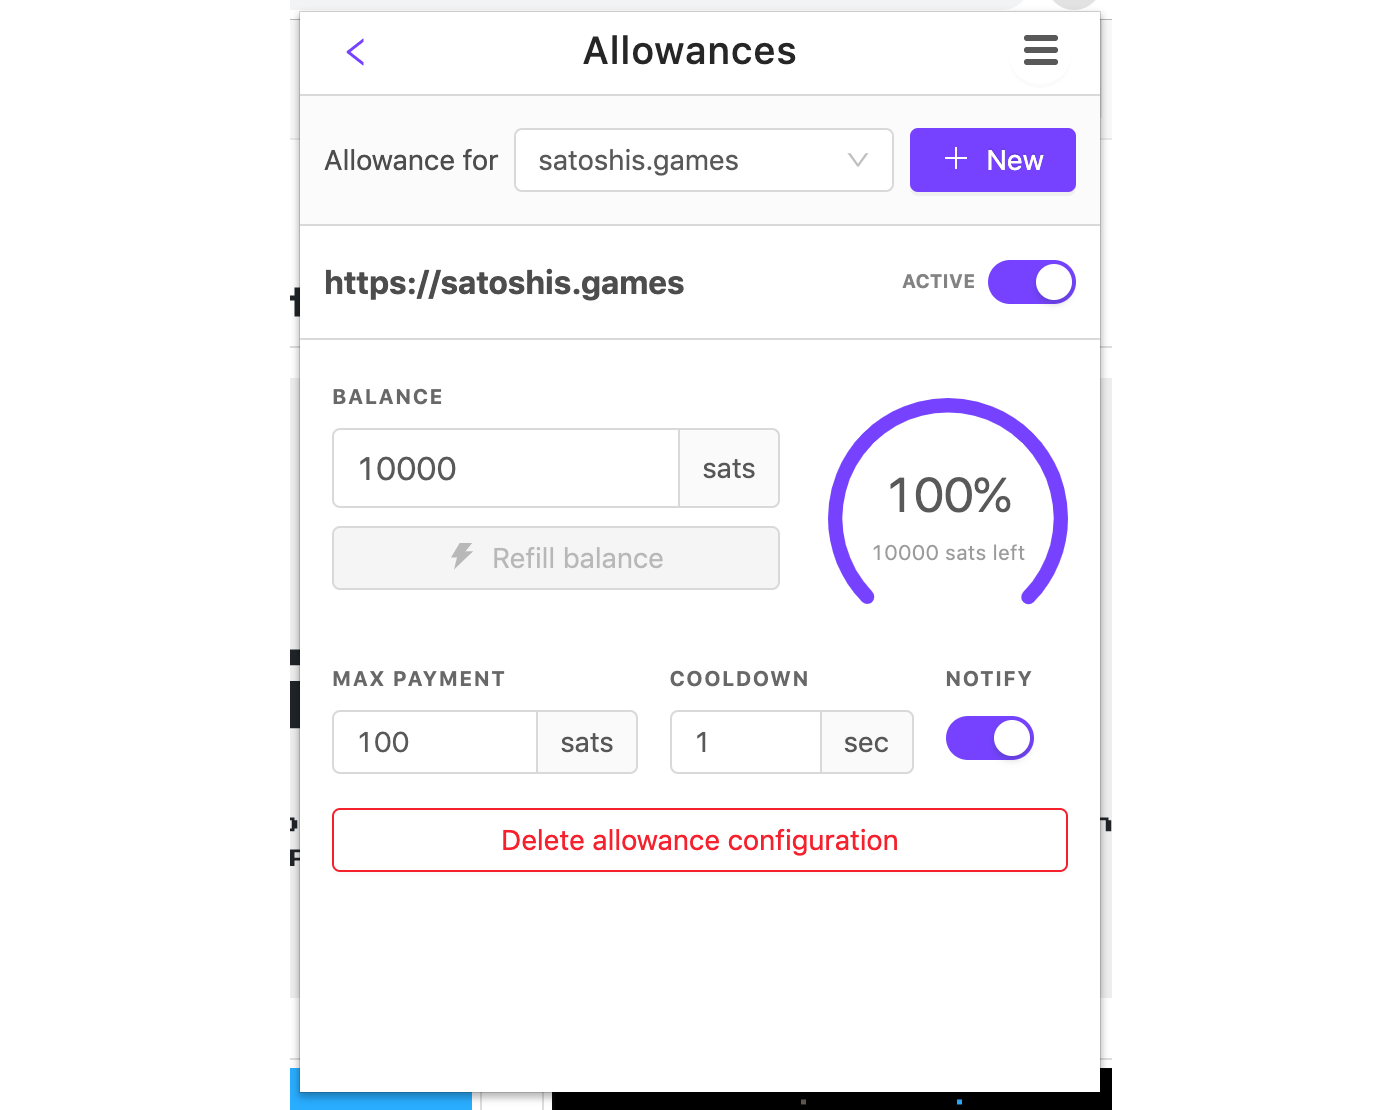 Allowances
Allowance for satoshis.games New
https://satoshis.games ACTIVE
BALANCE
10000 sats
Refill balance
100%
10000 sats left
MAX PAYMENT COOLDOWN NOTIFY
100 sats 1 sec
Delete allowance configuration